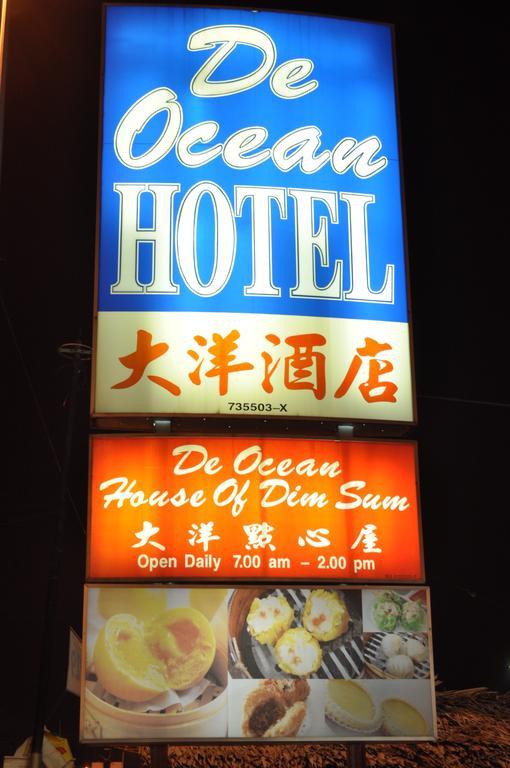 De
Ocean
HOTEL
大洋酒店
735503-X
De Ocean
House Of Dim Sum
大洋點心屋
Open Daily 7.00 am - 2.00 pm